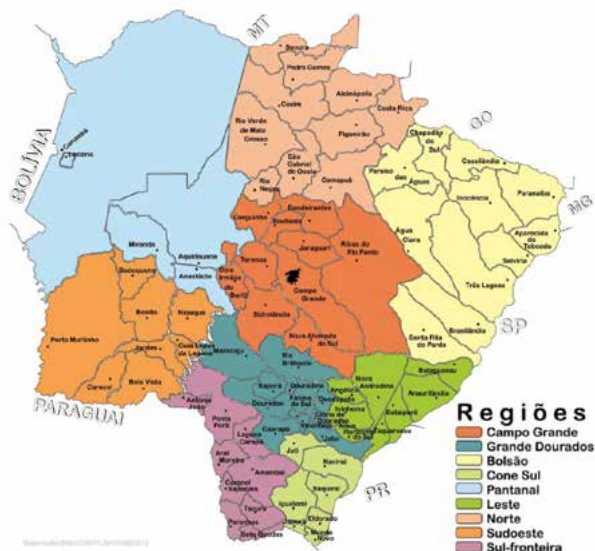 MT
GO
MG
SP
PR
PARAGUAI
BOLÍVIA
Sonora
Pedro Gomes
Alcinópolis
Coxim
Costa Rica
Rio Verde
de Mato
Grosso
Figueirão
São
Gabriel
do Oeste
Rio
Negro
Camapuã
Chapadão
do
Sul
Cassilândia
Paraíso
das
Águas
Inocência
Paranaíba
Aparecida
do
Taboado
Água
Clara
Selvíria
Três Lagoas
Brasilândia
Santa Rita
do Pardo
Corumbá
Ladário
Miranda
Aquidauana
Anastácio
Corguinho
Bandeirantes
Rochedo
Jaraguari
Ribas do
Rio Pardo
Terenos
Dois
Irmãos
do
Buriti
Campo
Grande
Sidrolândia
Nova Alvorada
do Sul
Bodoquena
Bonito
Nioaque
Porto Murtinho
Jardim
Guia Lopes
da Laguna
Caracol
Bela Vista
Maracaju
Rio
Brilhante
Itaporã
Douradina
Dourados
Fátima
do Sul
Deodápolis
Glória de
Dourados
Caarapó
Jateí
Angélica
Ivinhema
Nova
Andradina
Bataguassu
Anaurilândia
Batayporã
Taquarussu
Antônio
João
Ponta
Porã
Laguna
Carapã
Aral
Moreira
Amambai
Coronel
Sapucaia
Tacuru
Paranhos
Sete Quedas
Juti
Naviraí
Itaquiraí
Iguatemi
Eldorado
Japorã
Mundo
Novo
Regiões
Campo Grande
Grande Dourados
Bolsão
Cone Sul
Pantanal
Leste
Norte
Sudoeste
Sul-fronteira